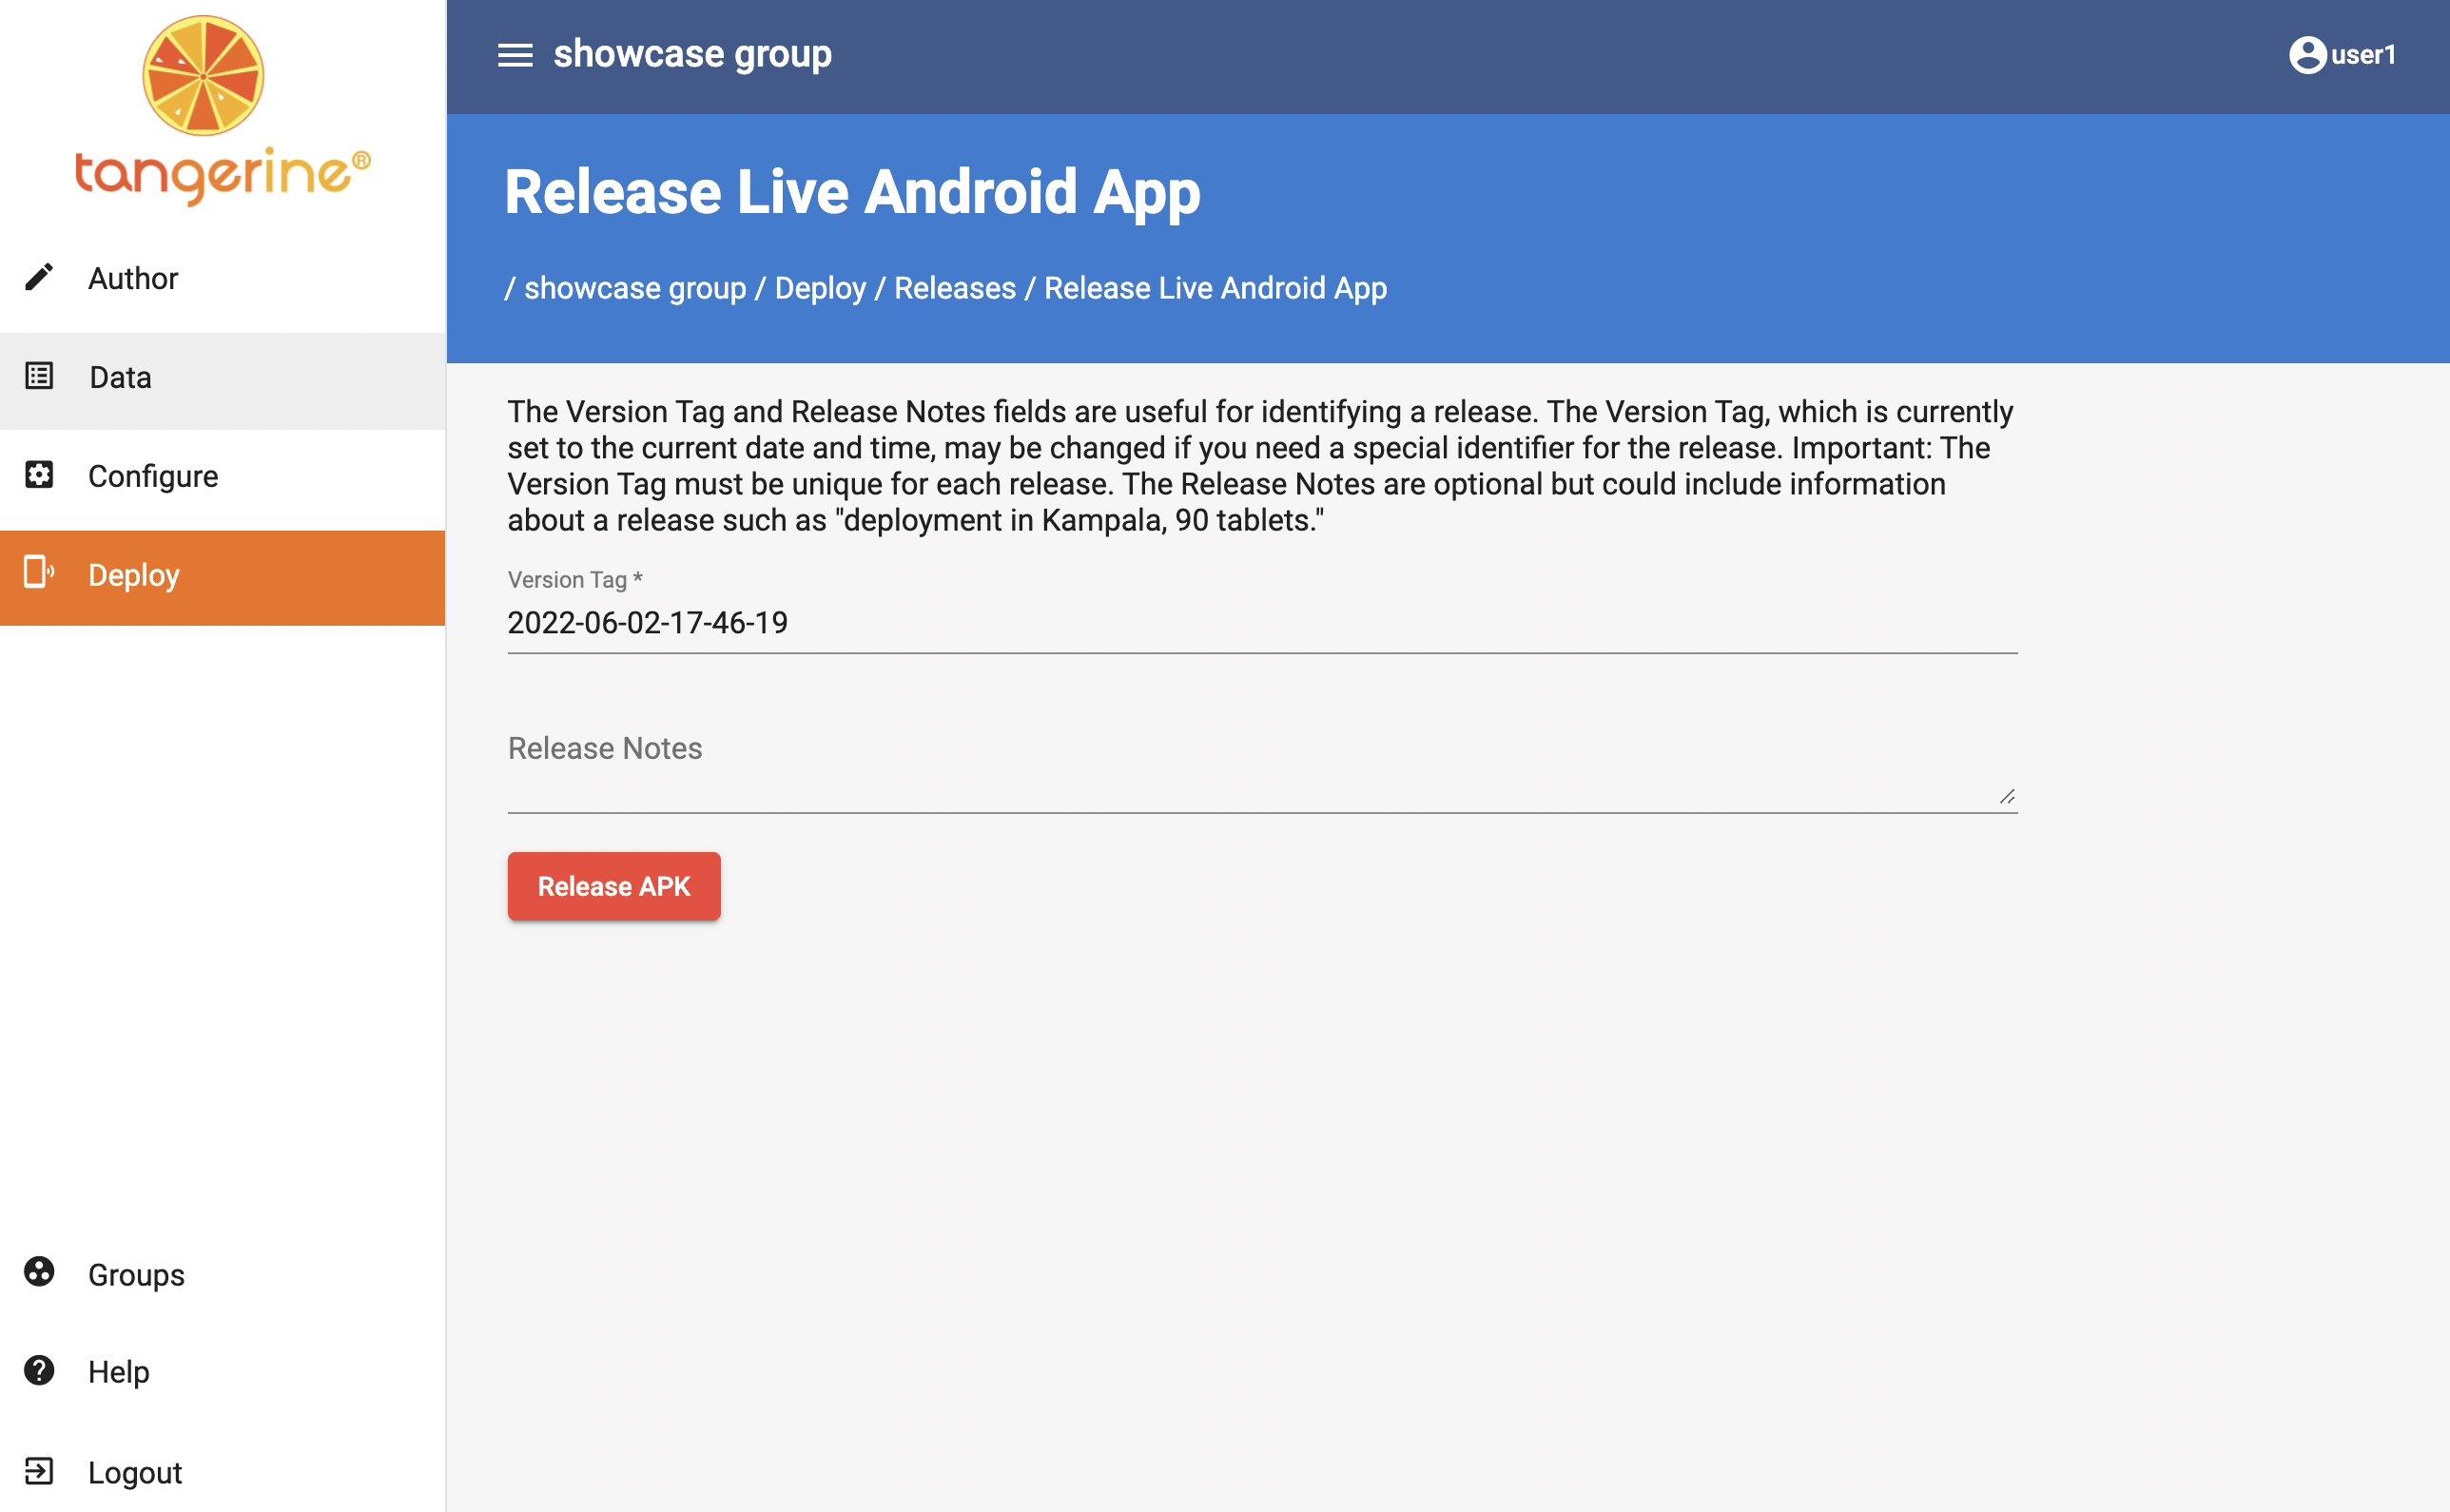 tangerine®
Author
Data
Configure
Deploy
Groups
Help
Logout
showcase group
user1
Release Live Android App
/ showcase group / Deploy / Releases / Release Live Android App
The Version Tag and Release Notes fields are useful for identifying a release. The Version Tag, which is currently
set to the current date and time, may be changed if you need a special identifier for the release. Important: The
Version Tag must be unique for each release. The Release Notes are optional but could include information
about a release such as "deployment in Kampala, 90 tablets."
Version Tag *
2022-06-02-17-46-19
Release Notes
Release APK